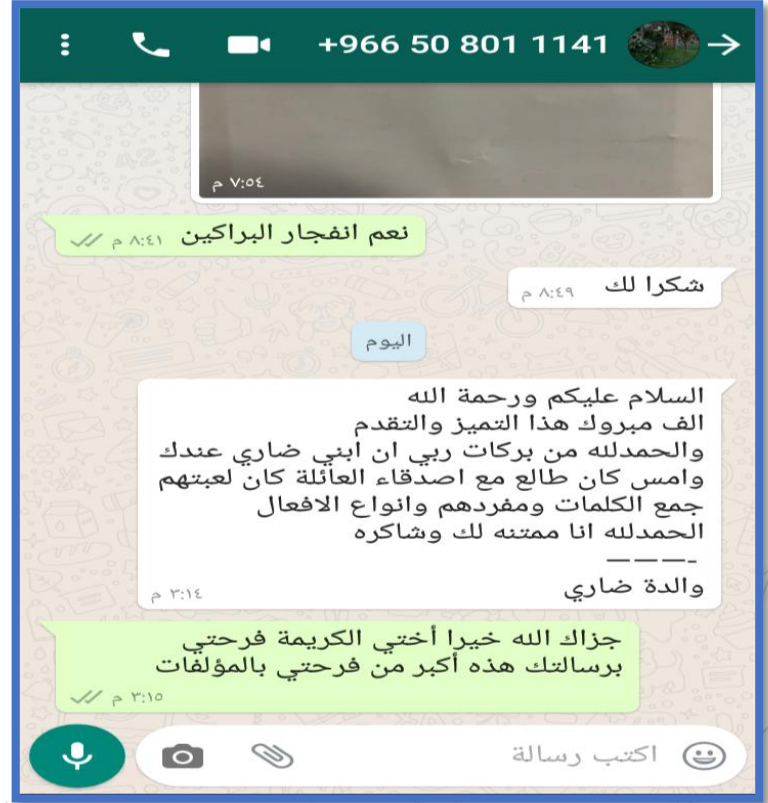 +966 50 801 1141
٧:٥٤ م
نعم انفجار البراكين
٨:٤١ م
شكرا لك
٨:٤٩ م
اليوم
السلام عليكم ورحمة الله
الف مبروك هذا التميز والتقدم
والحمدلله من بركات ربي ان ابني ضاري عندك
وامس كان طالع مع اصدقاء العائلة كان لعبتهم
جمع الكلمات ومفردهم وانواع الافعال
الحمدلله انا ممتنه لك وشاكره
-———
والدة ضاري
٣:١٤ م
جزاك الله خيرا أختي الكريمة فرحتي
برسالتك هذه أكبر من فرحتي بالمؤلفات
٣:١٥ م
اكتب رسالة